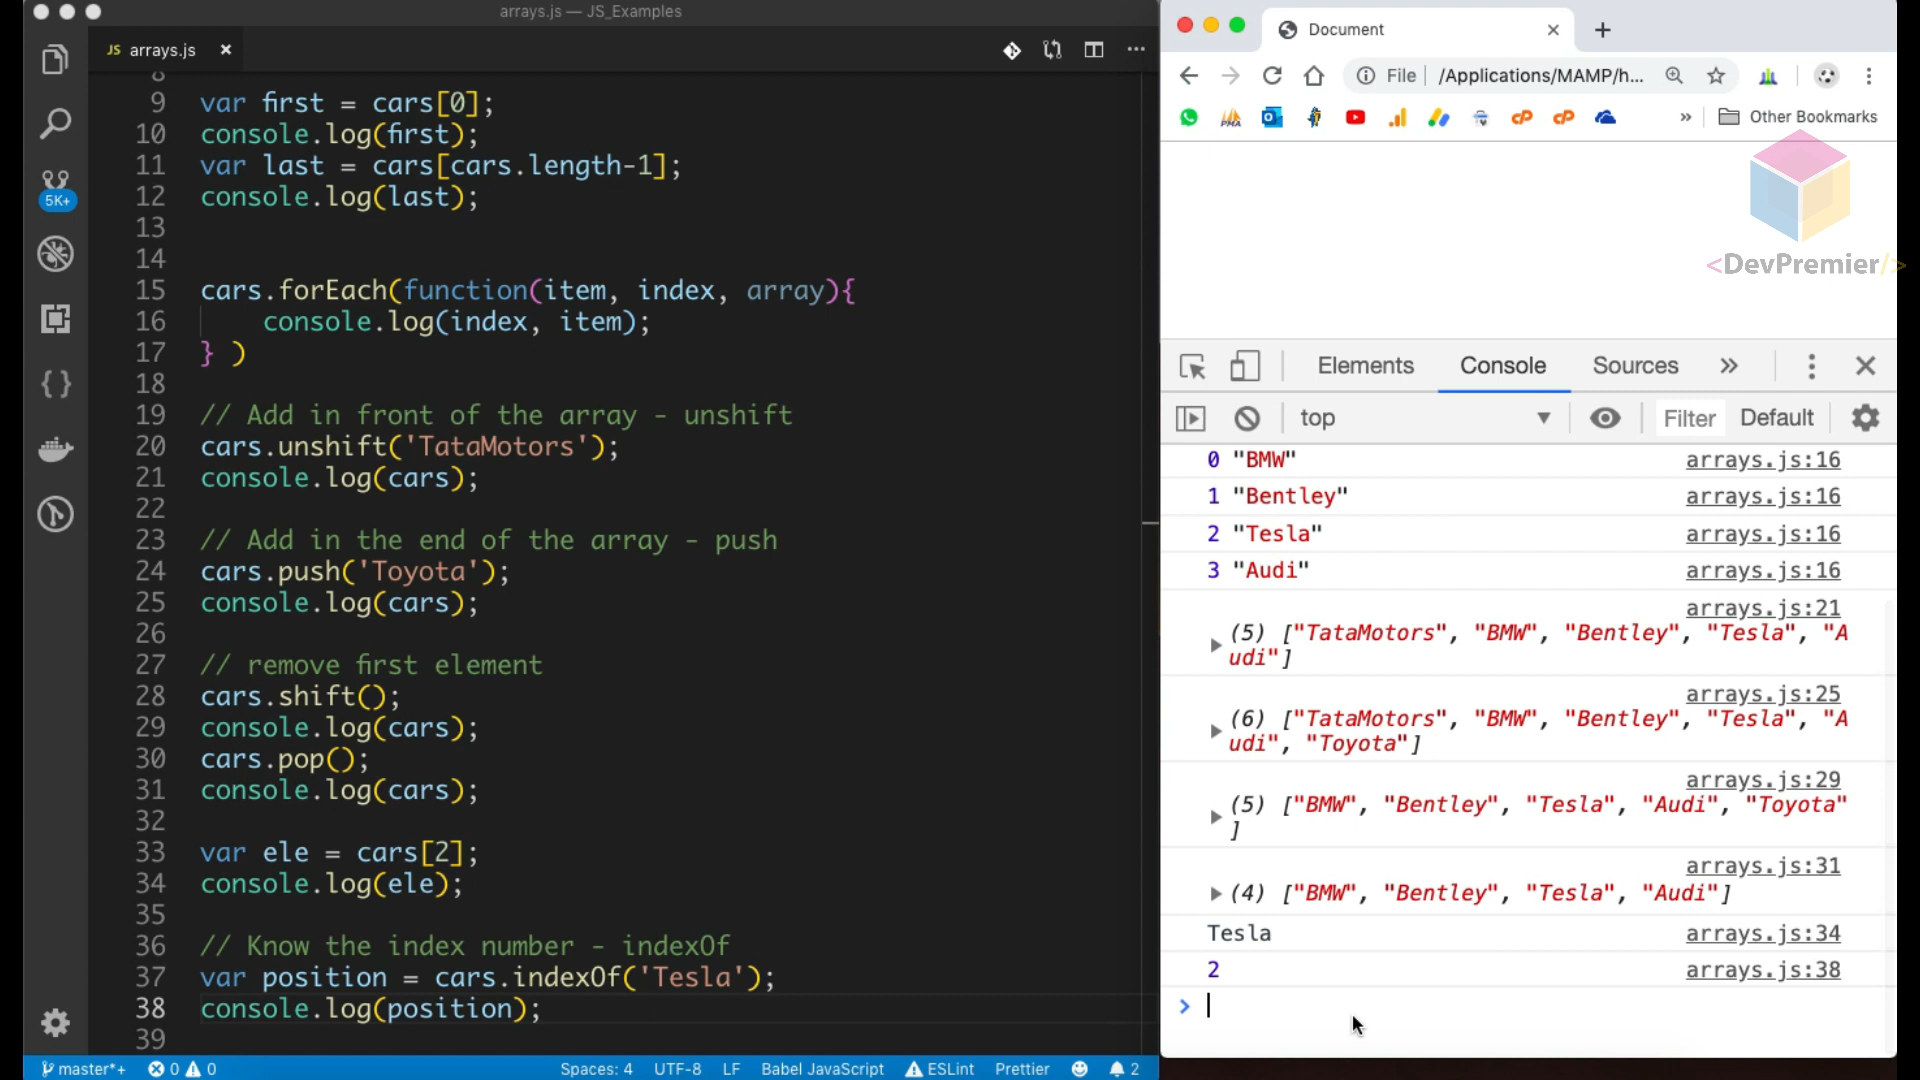 arrays.js — JS_Examples
JS arrays.js ×
8
9 var first = cars[0];
10 console.log(first);
11 var last = cars[cars.length-1];
12 console.log(last);
13
14
15 cars.forEach(function(item, index, array){
16 console.log(index, item);
17 } )
18
19 // Add in front of the array - unshift
20 cars.unshift('TataMotors');
21 console.log(cars);
22
23 // Add in the end of the array - push
24 cars.push('Toyota');
25 console.log(cars);
26
27 // remove first element
28 cars.shift();
29 console.log(cars);
30 cars.pop();
31 console.log(cars);
32
33 var ele = cars[2];
34 console.log(ele);
35
36 // Know the index number - indexOf
37 var position = cars.indexOf('Tesla');
38 console.log(position);
39
5K+
master*+ 0 0 Spaces: 4 UTF-8 LF Babel JavaScript ESLint Prettier 2
Document
File /Applications/MAMP/h...
PMA cP cP » Other Bookmarks
<DevPremier/>
Elements Console Sources »
top Filter Default
0 "BMW" arrays.js:16
1 "Bentley" arrays.js:16
2 "Tesla" arrays.js:16
3 "Audi" arrays.js:16
arrays.js:21
(5) ["TataMotors", "BMW", "Bentley", "Tesla", "A
udi"]
arrays.js:25
(6) ["TataMotors", "BMW", "Bentley", "Tesla", "A
udi", "Toyota"]
arrays.js:29
(5) ["BMW", "Bentley", "Tesla", "Audi", "Toyota"
]
arrays.js:31
(4) ["BMW", "Bentley", "Tesla", "Audi"]
Tesla arrays.js:34
2 arrays.js:38
>